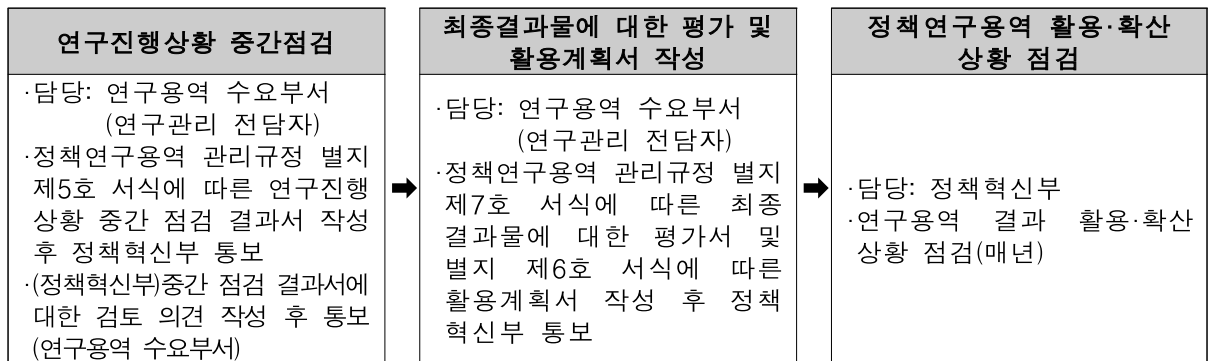 연구진행상황 중간점검
·담당: 연구용역 수요부서
(연구관리 전담자)
·정책연구용역 관리규정 별지
제5호 서식에 따른 연구진행
상황 중간 점검 결과서 작성
후 정책혁신부 통보
·(정책혁신부)중간 점검 결과서에
대한 검토 의견 작성 후 통보
(연구용역 수요부서)
➡
최종결과물에 대한 평가 및
활용계획서 작성
·담당: 연구용역 수요부서
(연구관리 전담자)
·정책연구용역 관리규정 별지
제7호 서식에 따른 최종
결과물에 대한 평가서 및
별지 제6호 서식에 따른
활용계획서 작성 후 정책
혁신부 통보
➡
정책연구용역 활용·확산
상황 점검
·담당: 정책혁신부
·연구용역 결과 활용·확산
상황 점검(매년)